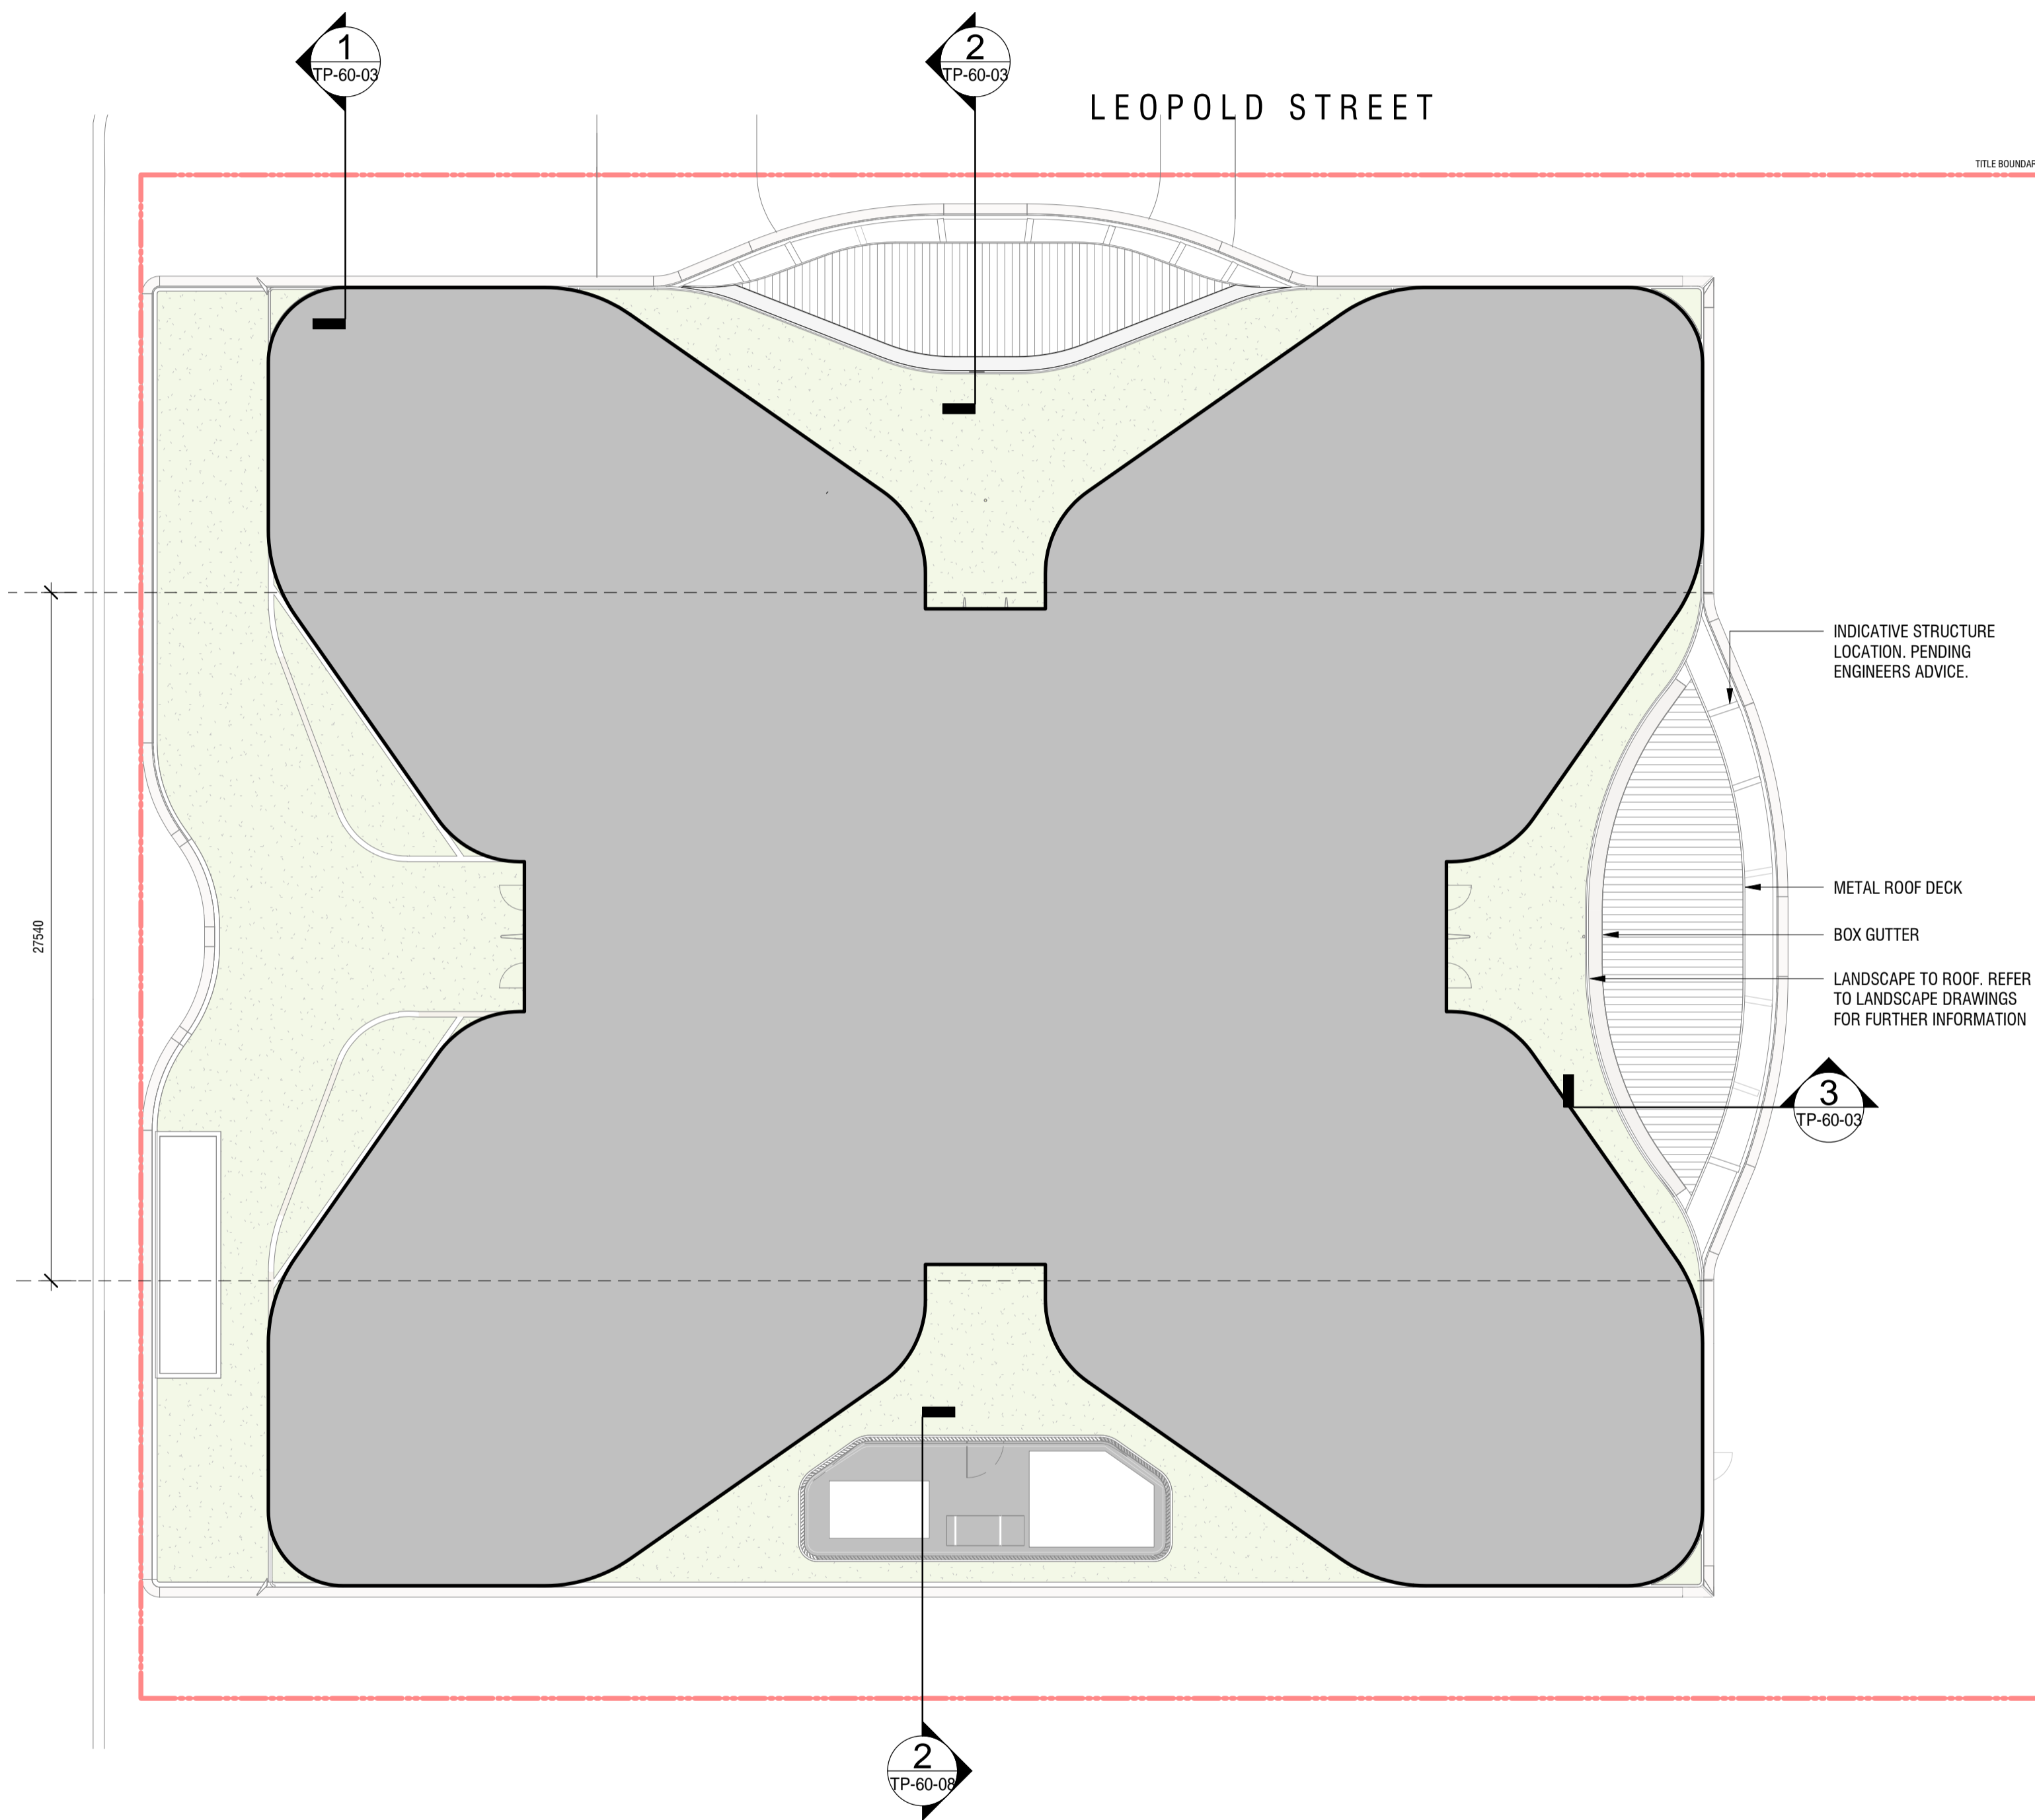 1
TP-60-03
2
TP-60-03
LEOPOLD STREET
TITLE BOUNDAR
INDICATIVE STRUCTURE
LOCATION. PENDING
ENGINEERS ADVICE.
METAL ROOF DECK
27540
BOX GUTTER
LANDSCAPE TO ROOF. REFER
TO LANDSCAPE DRAWINGS
FOR FURTHER INFORMATION
3
TP-60-03
2
TP-60-08